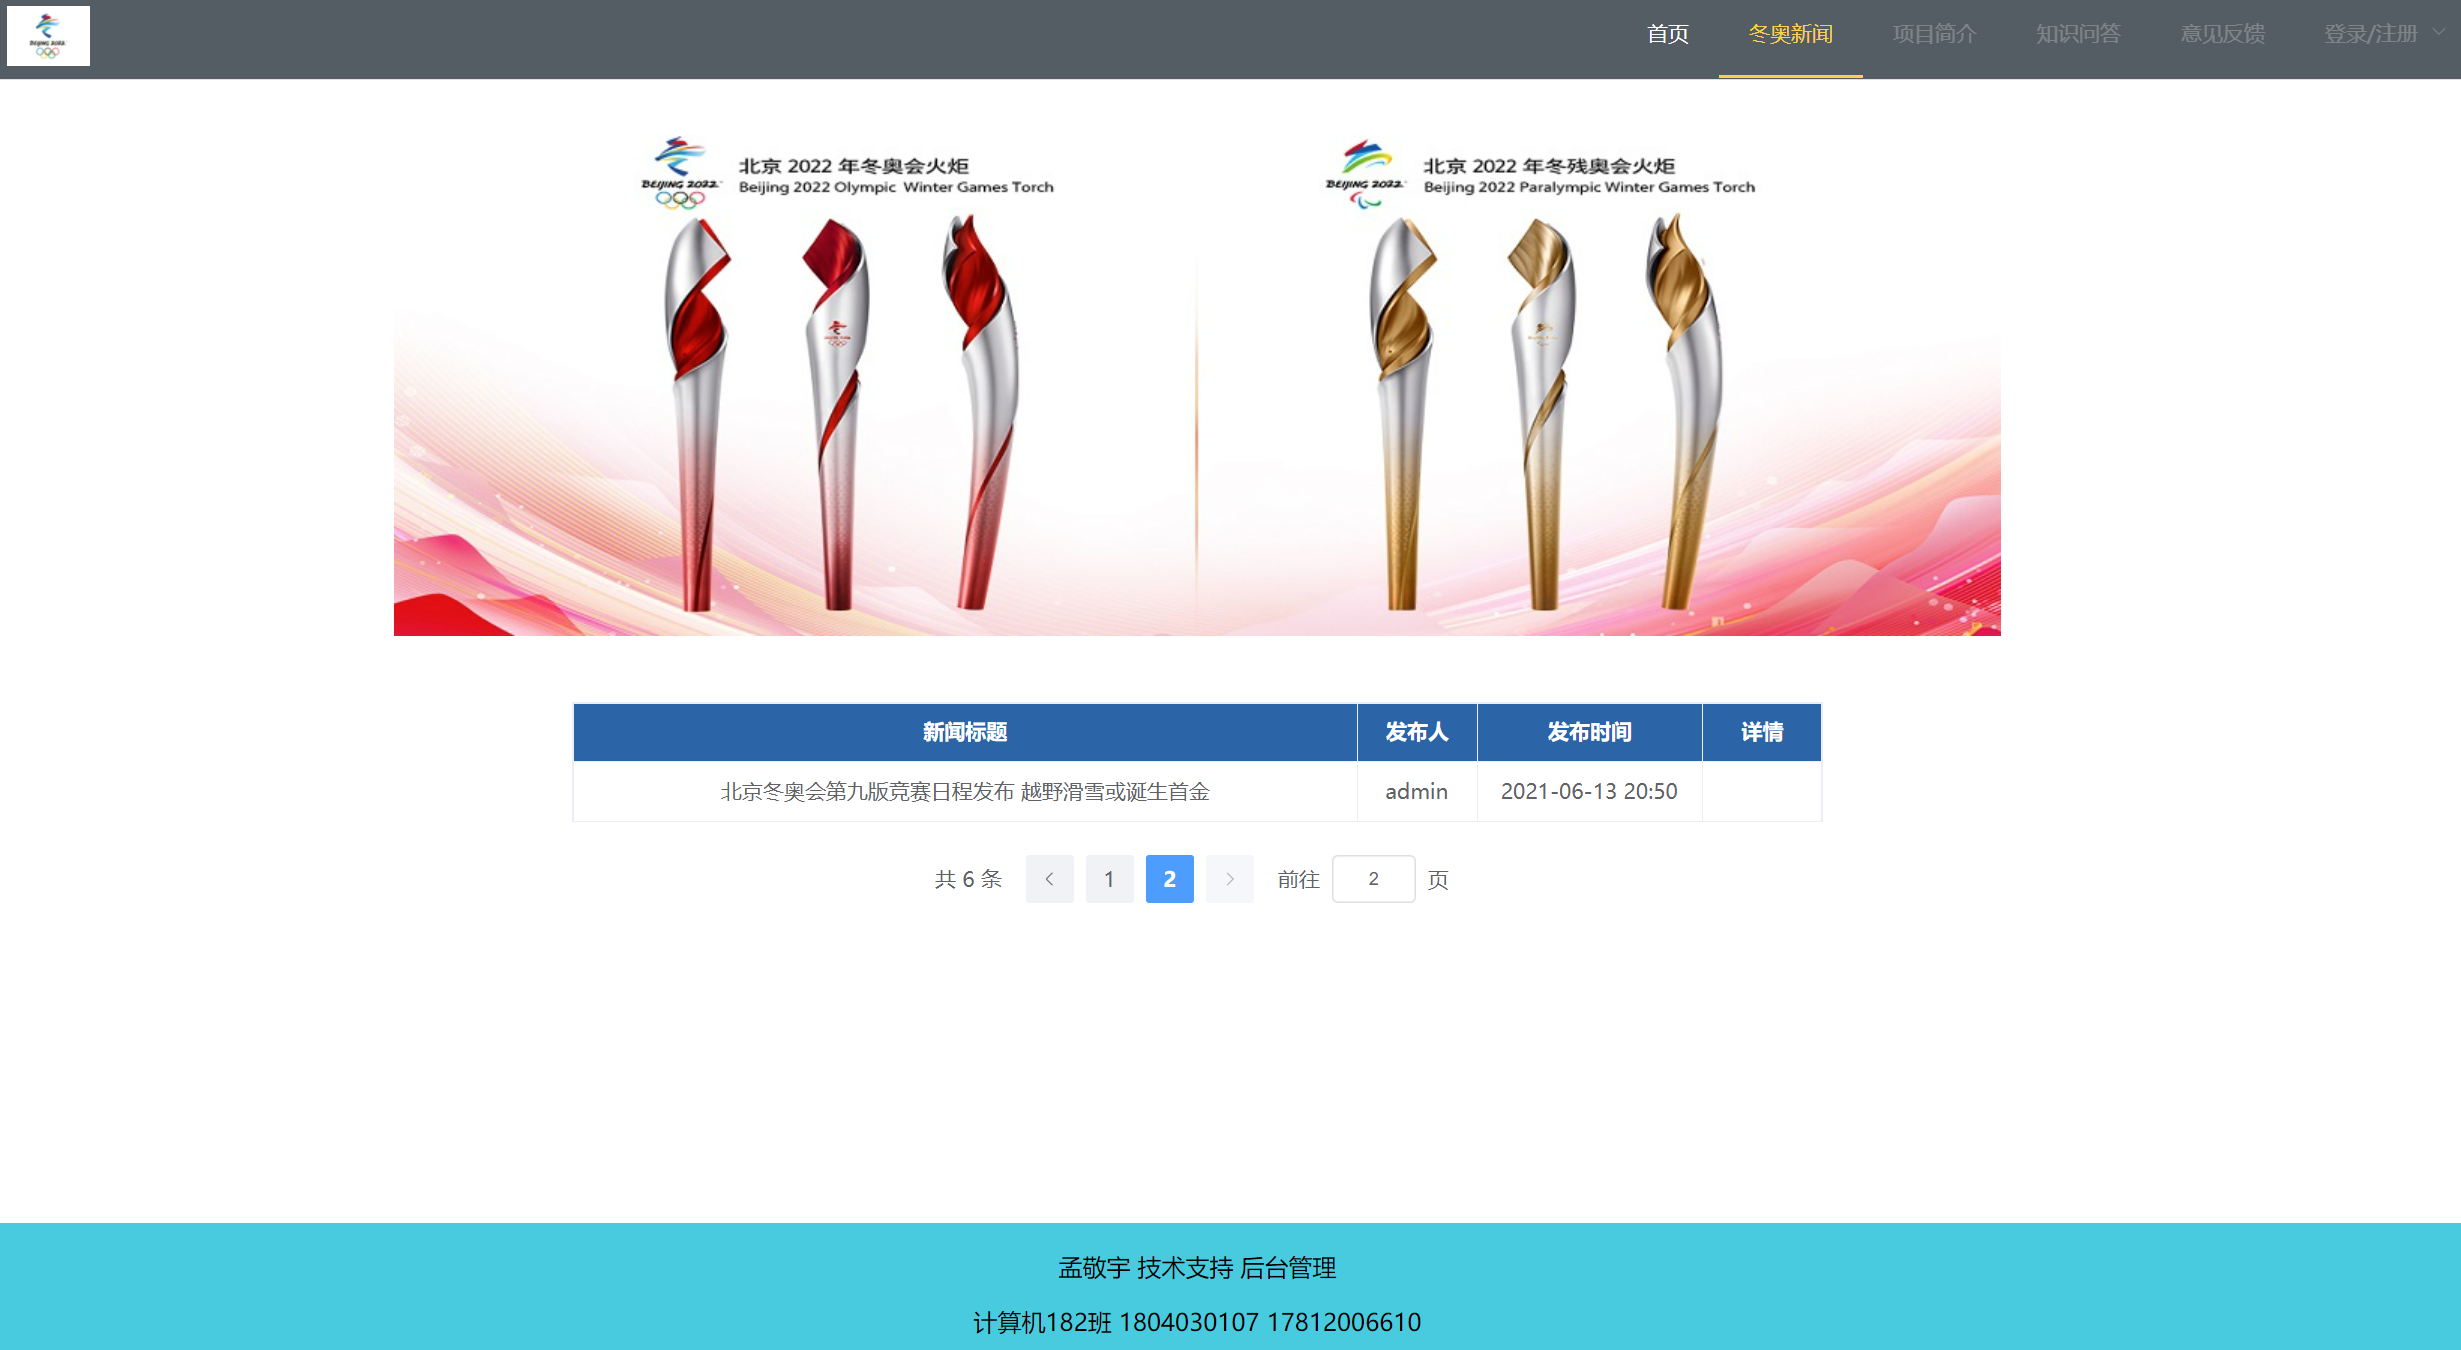 BEIJING 2022
首页 冬奥新闻 项目简介 知识问答 意见反馈 登录/注册
BEIJING 2022
北京 2022 年冬奥会火炬
Beijing 2022 Olympic Winter Games Torch
BEIJING 2022
北京 2022 年冬残奥会火炬
Beijing 2022 Paralympic Winter Games Torch
新闻标题 发布人 发布时间 详情
北京冬奥会第九版竞赛日程发布 越野滑雪或诞生首金 admin 2021-06-13 20:50
共 6 条 1 2 前往 2 页
孟敬宇 技术支持 后台管理
计算机182班 1804030107 17812006610